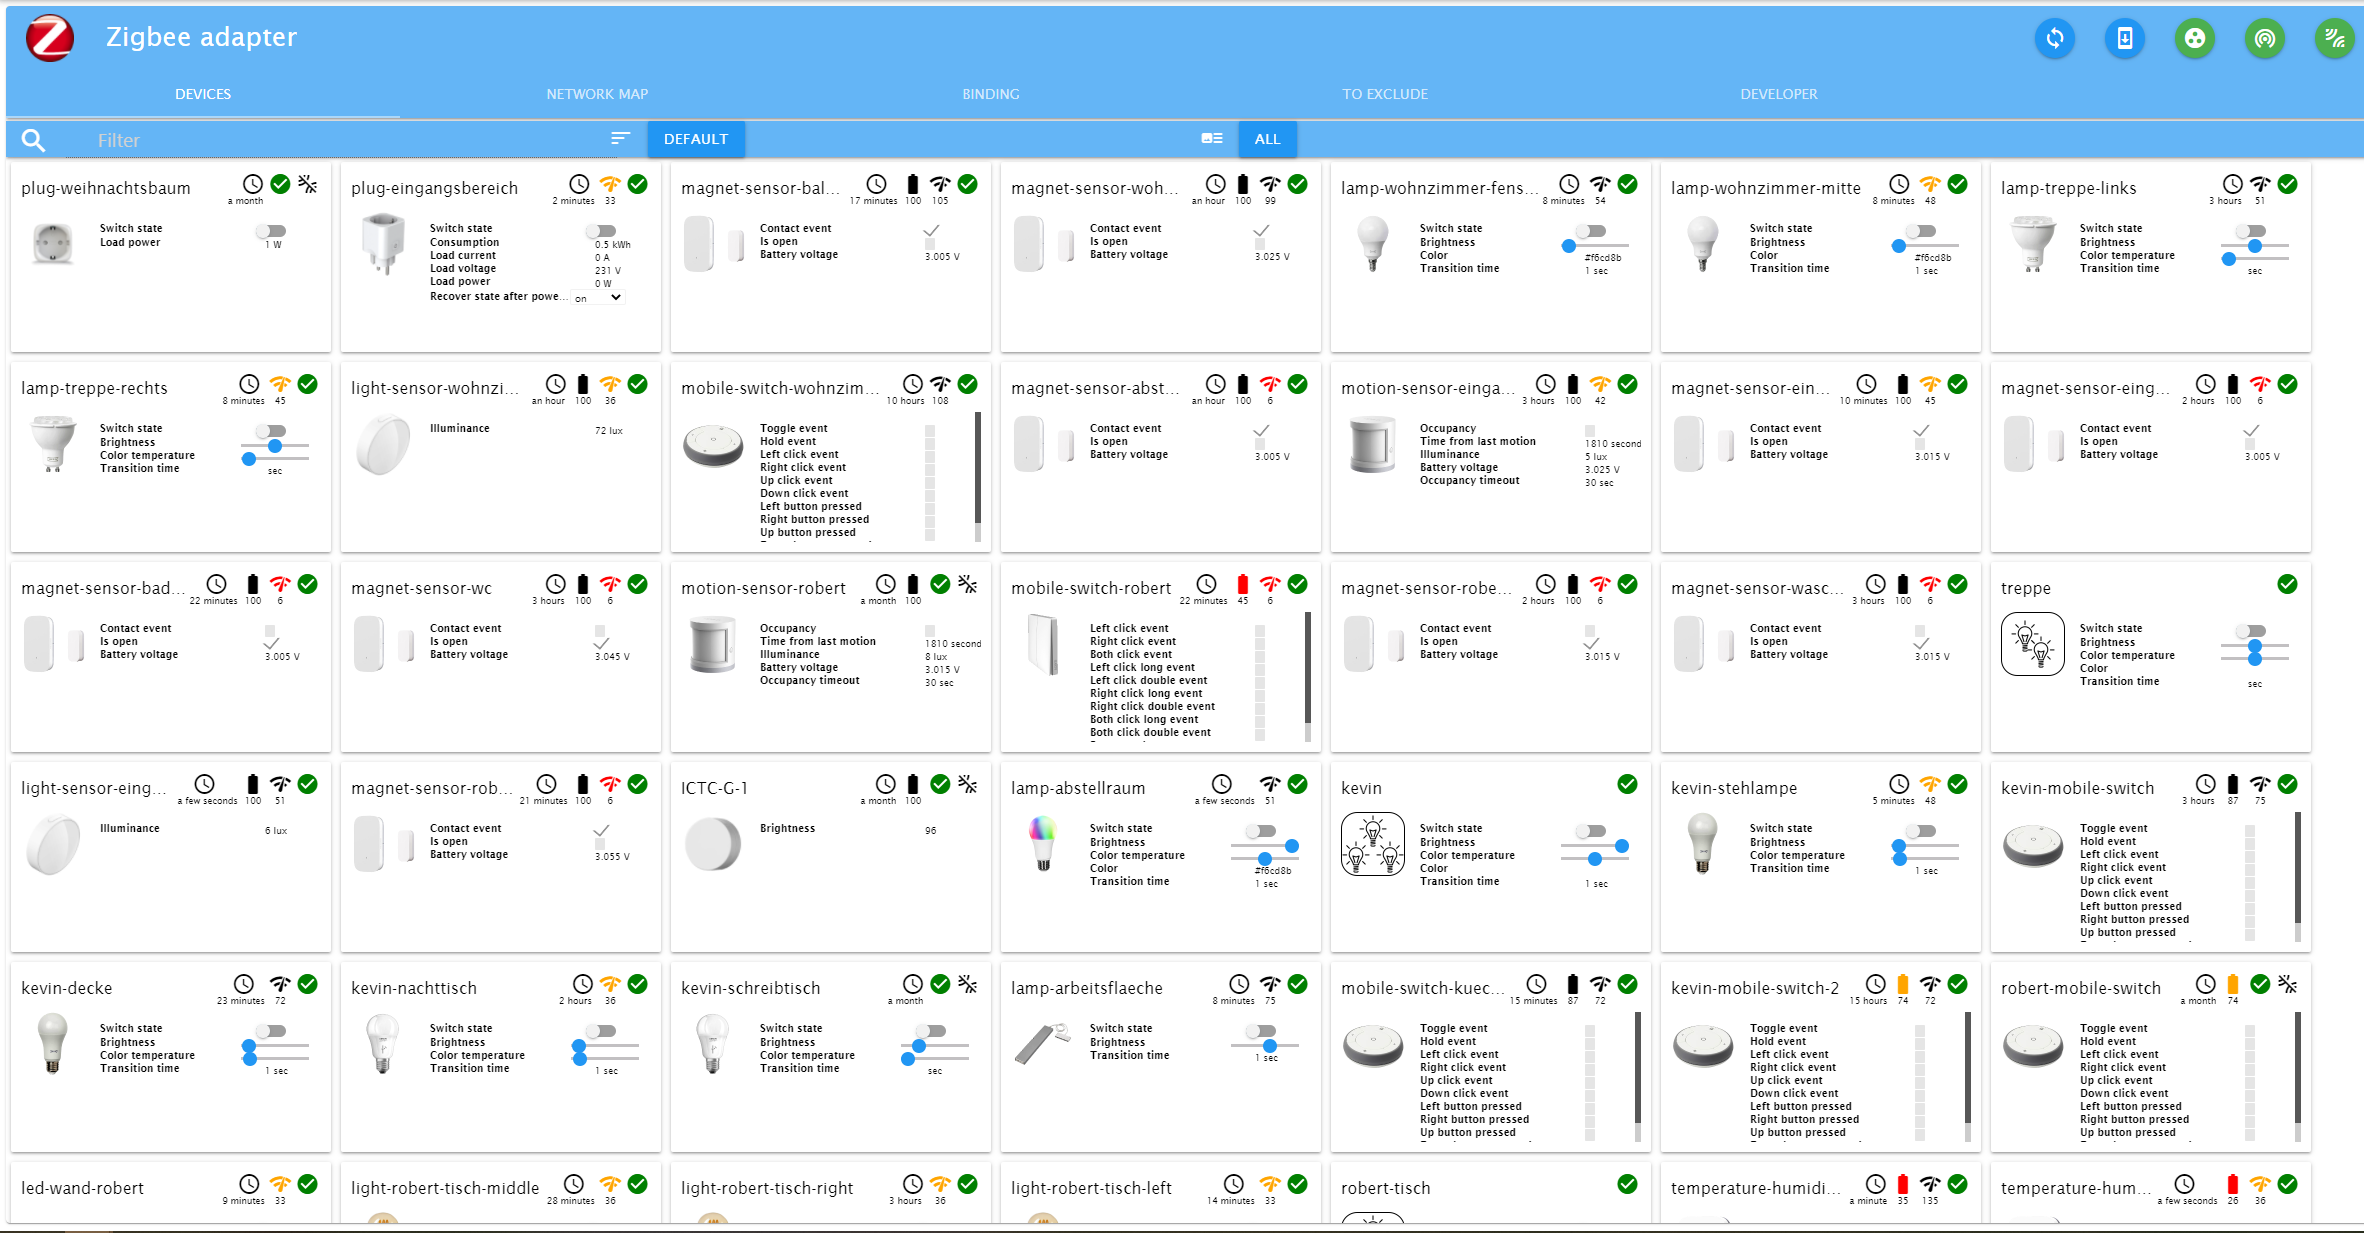 Zigbee adapter
DEVICES
NETWORK MAP
BINDING
TO EXCLUDE
DEVELOPER
Filter
DEFAULT
ALL
plug-weihnachtsbaum
a month
Switch state
Load power
1 W
plug-eingangsbereich
2 minutes 33
Switch state
Consumption
0.5 kWh
Load current
0 A
Load voltage
231 V
Load power
0 W
Recover state after powe...
on
magnet-sensor-bal...
17 minutes 100 105
Contact event
Is open
Battery voltage
3.005 V
magnet-sensor-woh...
an hour 100 99
Contact event
Is open
Battery voltage
3.025 V
lamp-wohnzimmer-fens...
8 minutes 54
Switch state
Brightness
Color
#f6cd8b
Transition time
1 sec
lamp-wohnzimmer-mitte
8 minutes 48
Switch state
Brightness
Color
#f6cd8b
Transition time
1 sec
lamp-treppe-links
3 hours 51
Switch state
Brightness
Color temperature
Transition time
sec
lamp-treppe-rechts
8 minutes 45
Switch state
Brightness
Color temperature
Transition time
sec
light-sensor-wohnzi...
an hour 100 36
Illuminance
72 lux
mobile-switch-wohnzim...
10 hours 108
Toggle event
Hold event
Left click event
Right click event
Up click event
Down click event
Left button pressed
Right button pressed
Up button pressed
magnet-sensor-abst...
an hour 100 6
Contact event
Is open
Battery voltage
3.005 V
motion-sensor-einga...
3 hours 100 42
Occupancy
Time from last motion
1810 second
Illuminance
5 lux
Battery voltage
3.025 V
Occupancy timeout
30 sec
magnet-sensor-ein...
10 minutes 100 45
Contact event
Is open
Battery voltage
3.015 V
magnet-sensor-eing...
2 hours 100 6
Contact event
Is open
Battery voltage
3.005 V
magnet-sensor-bad...
22 minutes 100 6
Contact event
Is open
Battery voltage
3.005 V
magnet-sensor-wc
3 hours 100 6
Contact event
Is open
Battery voltage
3.045 V
motion-sensor-robert
a month 100
Occupancy
Time from last motion
1810 second
Illuminance
8 lux
Battery voltage
3.015 V
Occupancy timeout
30 sec
mobile-switch-robert
22 minutes 45 6
Left click event
Right click event
Both click event
Left click long event
Left click double event
Right click long event
Right click double event
Both click long event
Both click double event
magnet-sensor-robe...
2 hours 100 6
Contact event
Is open
Battery voltage
3.015 V
magnet-sensor-wasc...
3 hours 100 6
Contact event
Is open
Battery voltage
3.015 V
treppe
Switch state
Brightness
Color temperature
Color
Transition time
sec
light-sensor-eing...
a few seconds 100 51
Illuminance
6 lux
magnet-sensor-rob...
21 minutes 100 6
Contact event
Is open
Battery voltage
3.055 V
ICTC-G-1
a month 100
Brightness
96
lamp-abstellraum
a few seconds 51
Switch state
Brightness
Color temperature
Color
#f6cd8b
Transition time
1 sec
kevin
Switch state
Brightness
Color temperature
Color
Transition time
1 sec
kevin-stehlampe
5 minutes 48
Switch state
Brightness
Color temperature
Transition time
1 sec
kevin-mobile-switch
3 hours 87 75
Toggle event
Hold event
Left click event
Right click event
Up click event
Down click event
Left button pressed
Right button pressed
Up button pressed
kevin-decke
23 minutes 72
Switch state
Brightness
Color temperature
Transition time
1 sec
kevin-nachttisch
2 hours 36
Switch state
Brightness
Color temperature
Transition time
1 sec
kevin-schreibtisch
a month
Switch state
Brightness
Color temperature
Transition time
sec
lamp-arbeitsflaeche
8 minutes 75
Switch state
Brightness
Transition time
1 sec
mobile-switch-kuec...
15 minutes 87 72
Toggle event
Hold event
Left click event
Right click event
Up click event
Down click event
Left button pressed
Right button pressed
Up button pressed
kevin-mobile-switch-2
15 hours 74 72
Toggle event
Hold event
Left click event
Right click event
Up click event
Down click event
Left button pressed
Right button pressed
Up button pressed
robert-mobile-switch
a month 74
Toggle event
Hold event
Left click event
Right click event
Up click event
Down click event
Left button pressed
Right button pressed
Up button pressed
led-wand-robert
9 minutes 33
light-robert-tisch-middle
28 minutes 36
light-robert-tisch-right
3 hours 36
light-robert-tisch-left
14 minutes 33
robert-tisch
temperature-humidi...
a minute 35 135
temperature-hum...
a few seconds 26 36